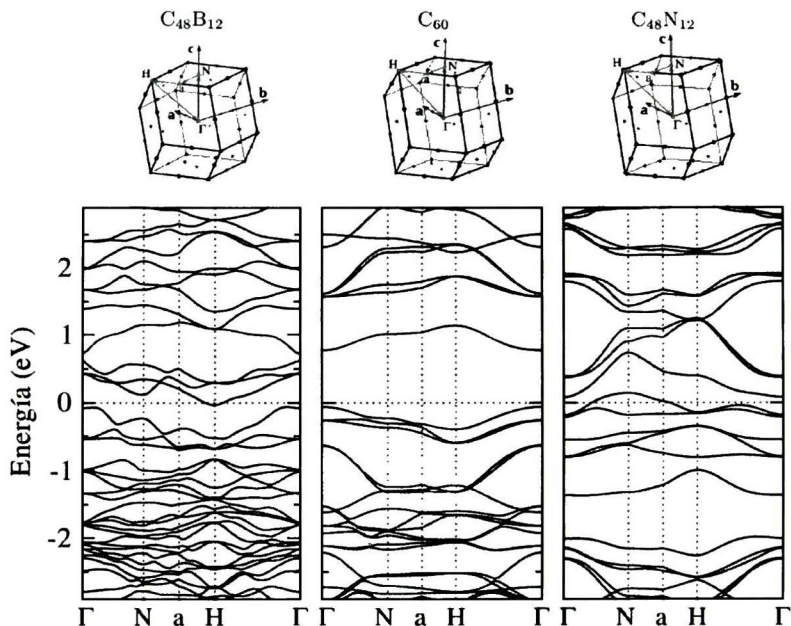 C₄₈B₁₂ C₆₀ C₄₈N₁₂
c c c
H N H N H N
a b a b a b
Γ Γ Γ
2
1
0
-1
-2
Energía (eV)
Γ N a H Γ Γ N a H Γ Γ N a H Γ